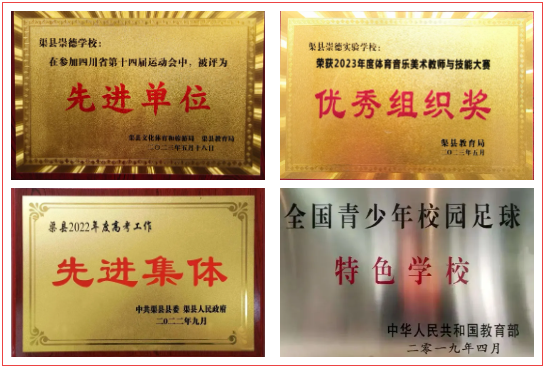 渠县崇德学校：
在参加四川省第十四届运动会中，被评为
先进单位
渠县文化体育和旅游局 渠县教育局
二〇二三年五月十八日
渠县崇德实验学校：
荣获2023年度体育音乐美术教师与技能大赛
优秀组织奖
渠县教育局
二〇二三年五月
渠县2022年度高考工作
先进集体
中共渠县县委 渠县人民政府
二〇二二年九月
全国青少年校园足球
特色学校
中华人民共和国教育部
二零一九年四月